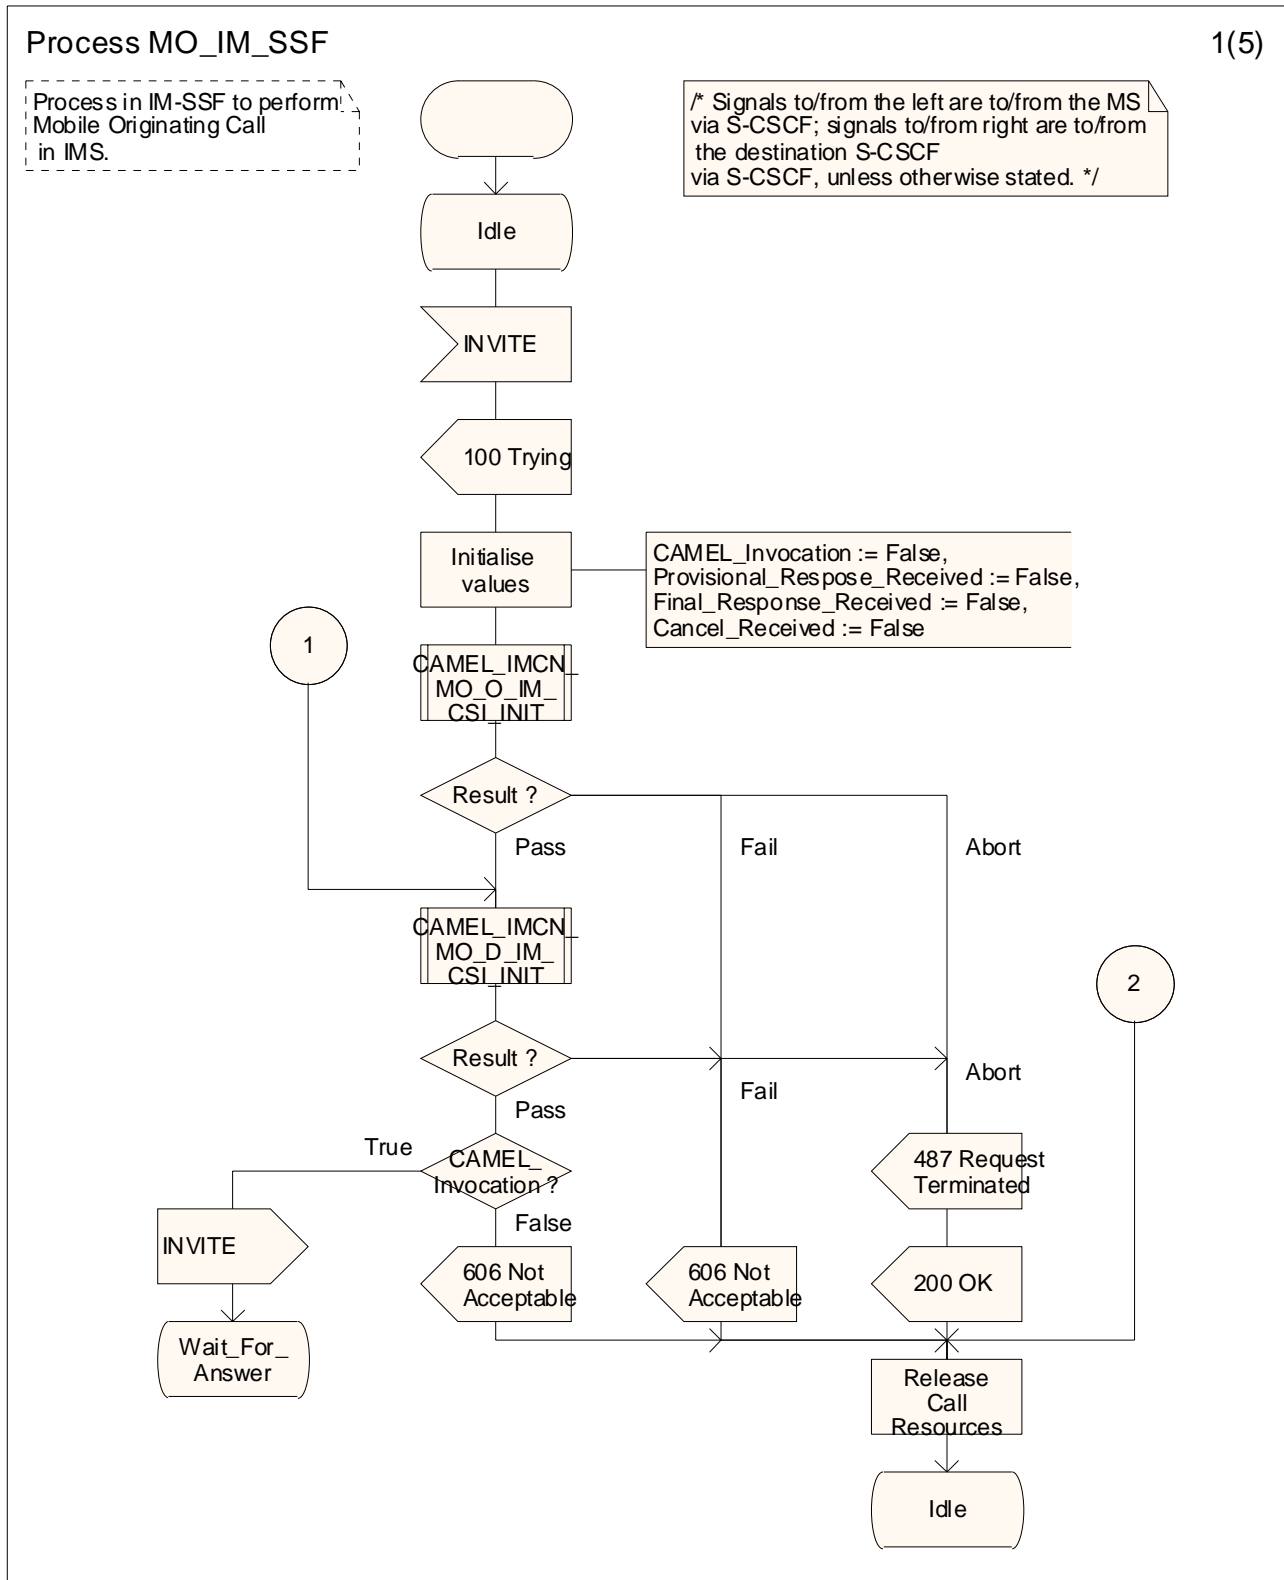 Process MO_IM_SSF
1(5)
Process in IM-SSF to perform
Mobile Originating Call
in IMS.
/* Signals to/from the left are to/from the MS
via S-CSCF; signals to/from right are to/from
the destination S-CSCF
via S-CSCF, unless otherwise stated. */
Idle
INVITE
100 Trying
Initialise
values
CAMEL_Invocation := False,
Provisional_Respose_Received := False,
Final_Response_Received := False,
Cancel_Received := False
1
CAMEL_IMCN_
MO_O_IM_
CSI_INIT
Result ?
Pass
Fail
Abort
CAMEL_IMCN_
MO_D_IM_
CSI_INIT
2
Result ?
Pass
Fail
Abort
True
CAMEL_
Invocation ?
False
487 Request
Terminated
INVITE
606 Not
Acceptable
606 Not
Acceptable
200 OK
Wait_For_
Answer
Release
Call
Resources
Idle